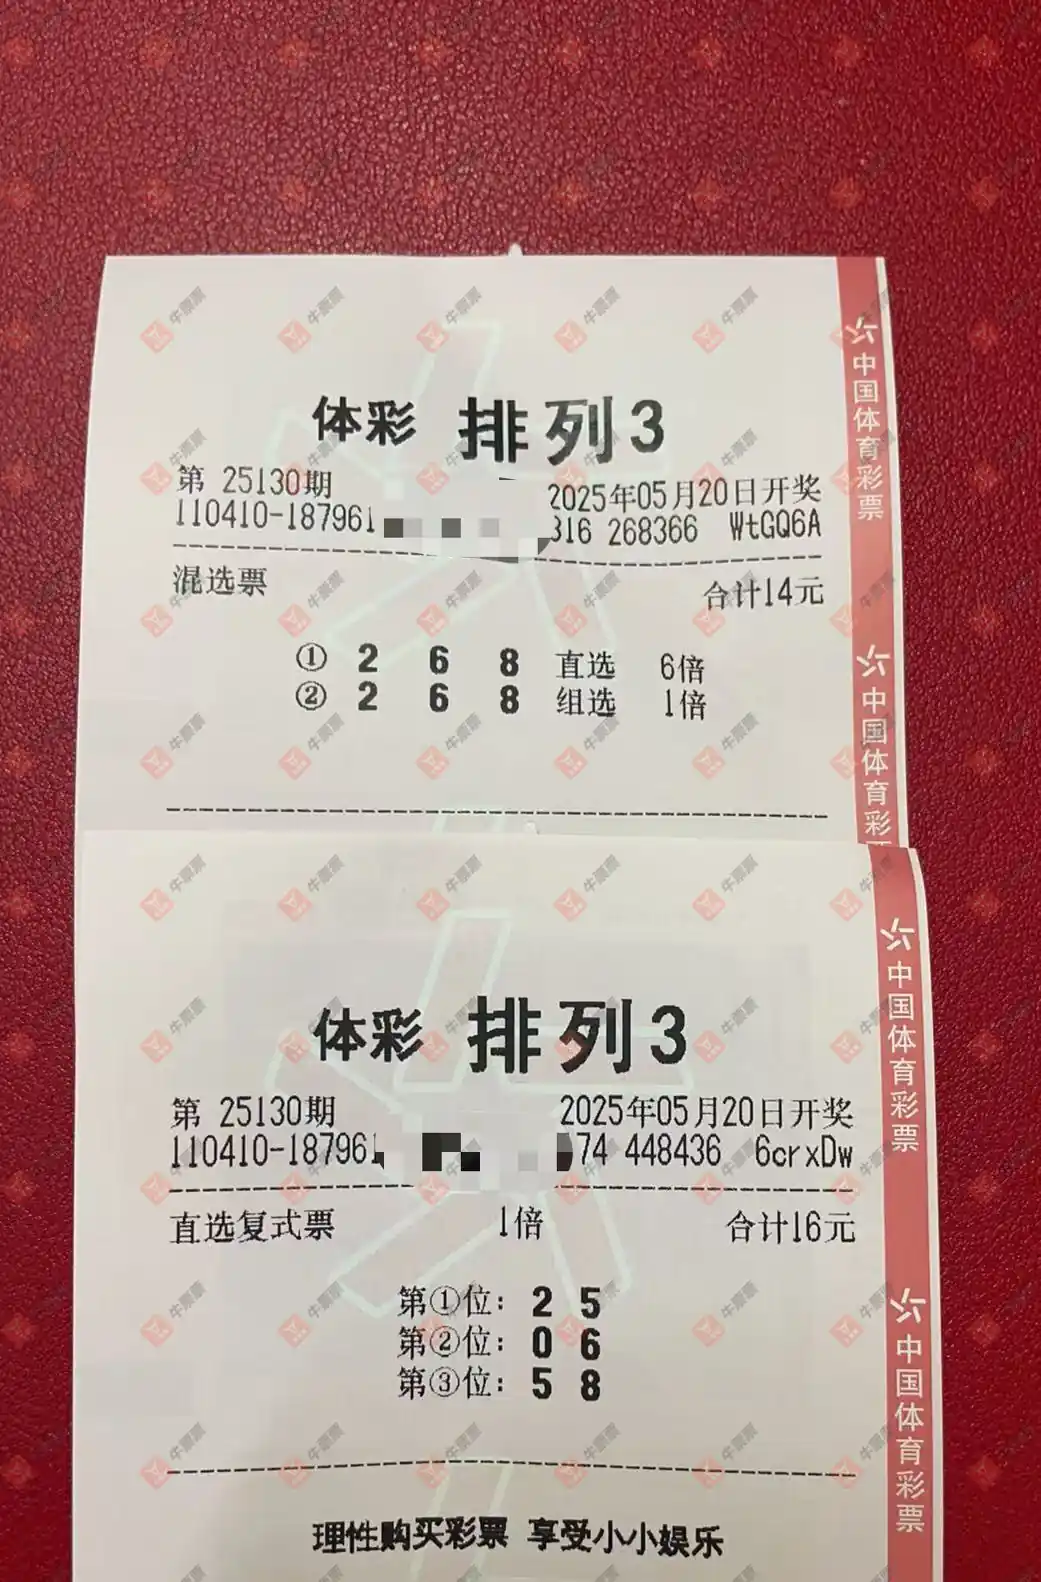 体彩 排列3
第 25130期 2025年05月20日开奖
110410-187961 316 268366 WtGQ6A
混选票 合计14元
① 2 6 8 直选 6倍
② 2 6 8 组选 1倍
中国体育彩票
中国体育彩
体彩 排列3
第 25130期 2025年05月20日开奖
110410-187961 74 448436 6crxDw
直选复式票 1倍 合计16元
第①位: 2 5
第②位: 0 6
第③位: 5 8
理性购买彩票 享受小小娱乐
中国体育彩票
中国体育彩票
牛票票